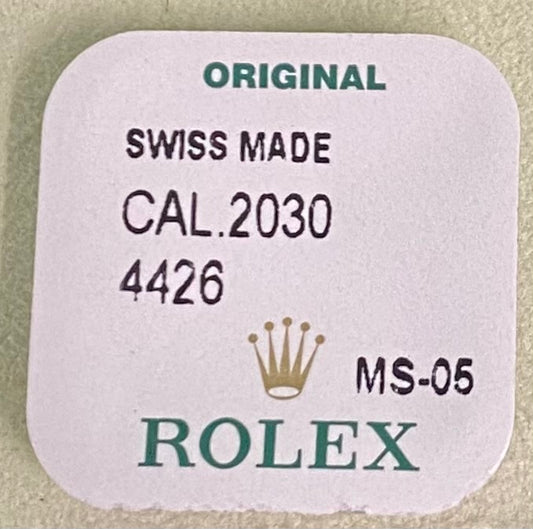 ORIGINAL
SWISS MADE
CAL.2030
4426
MS-05
ROLEX